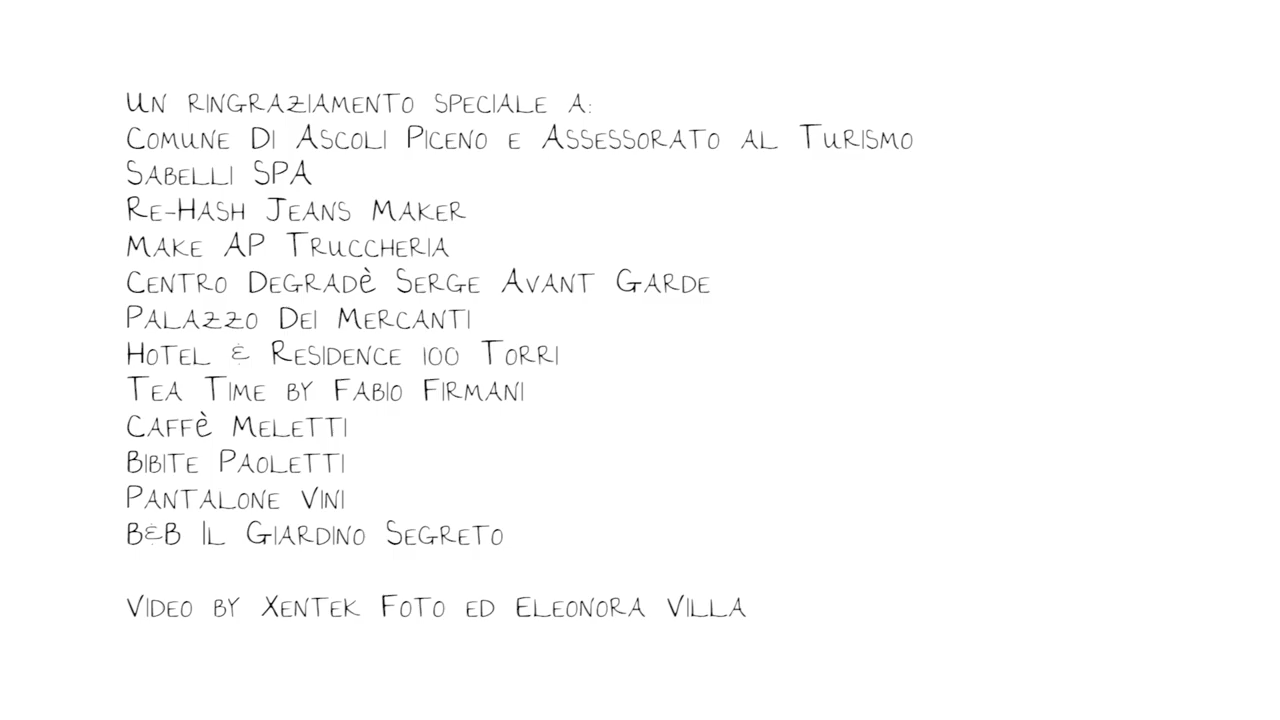 Un ringraziamento speciale a:
Comune Di Ascoli Piceno e Assessorato al Turismo
Sabelli SPA
Re-Hash Jeans Maker
Make AP Truccheria
Centro Degradè Serge Avant Garde
Palazzo Dei Mercanti
Hotel & Residence 100 Torri
Tea Time by Fabio Firmani
Caffè Meletti
Bibite Paoletti
Pantalone Vini
B&B Il Giardino Segreto
Video by Xentek Foto ed Eleonora Villa